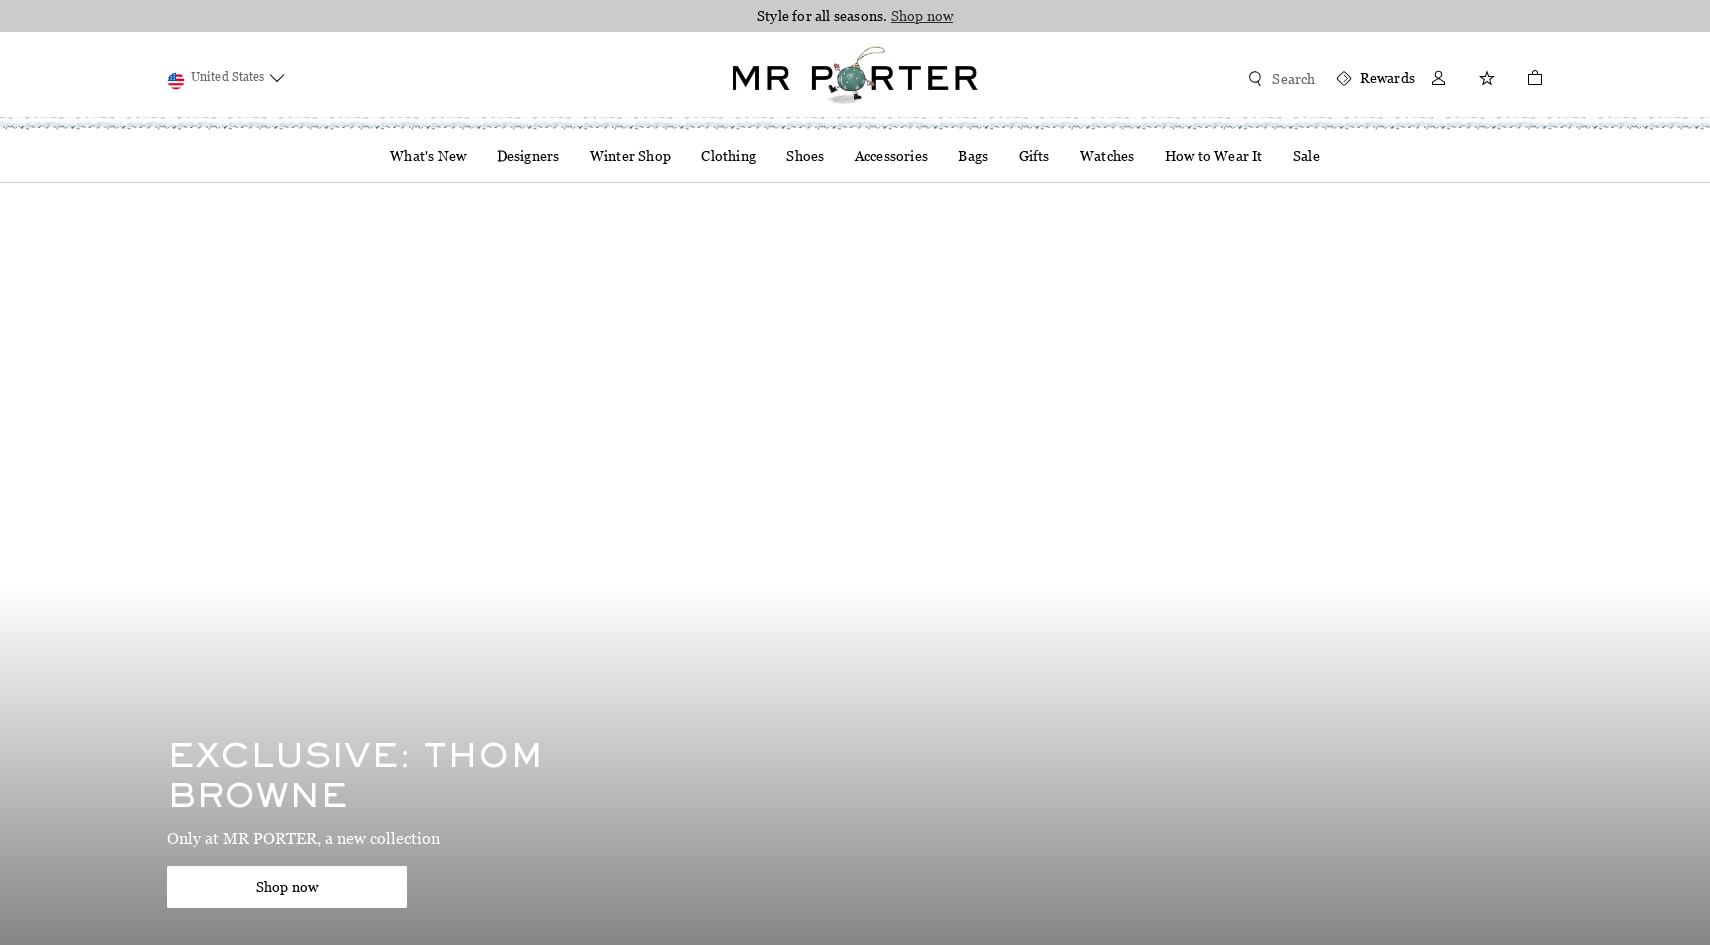 Style for all seasons. Shop now
United States
MR PORTER
Search
Rewards
What's New
Designers
Winter Shop
Clothing
Shoes
Accessories
Bags
Gifts
Watches
How to Wear It
Sale
EXCLUSIVE: THOM
BROWNE
Only at MR PORTER, a new collection
Shop now